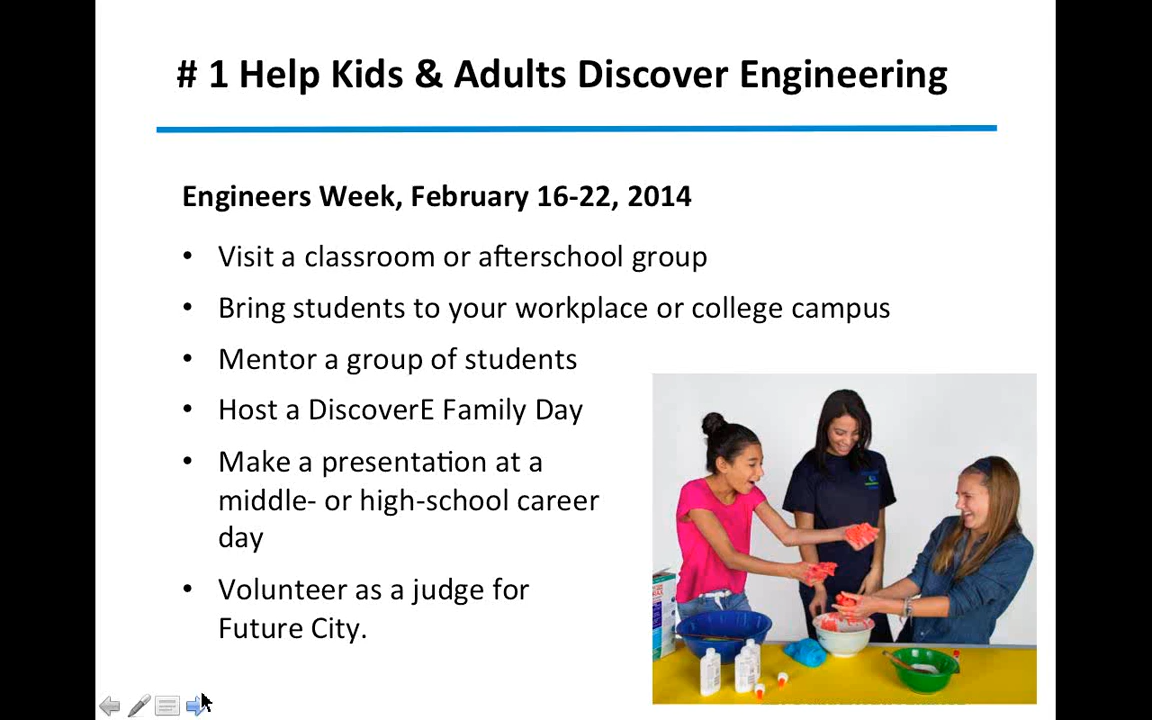 # 1 Help Kids & Adults Discover Engineering
Engineers Week, February 16-22, 2014
• Visit a classroom or afterschool group
• Bring students to your workplace or college campus
• Mentor a group of students
• Host a DiscoverE Family Day
• Make a presentation at a
middle- or high-school career
day
• Volunteer as a judge for
Future City.